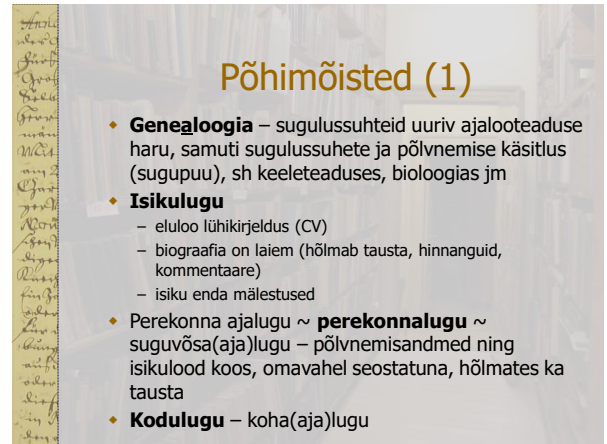 Põhimõisted (1)
Genealoogia – sugulussuhteid uuriv ajalooteaduse
haru, samuti sugulussuhete ja põlvnemise käsitlus
(sugupuu), sh keeleteaduses, bioloogias jm
Isikulugu
– eluloo lühikirjeldus (CV)
– biograafia on laiem (hõlmab tausta, hinnanguid,
kommentaare)
– isiku enda mälestused
Perekonna ajalugu ~ perekonnalugu ~
suguvõsa(aja)lugu – põlvnemisandmed ning
isikulood koos, omavahel seostatuna, hõlmates ka
tausta
Kodulugu – koha(aja)lugu